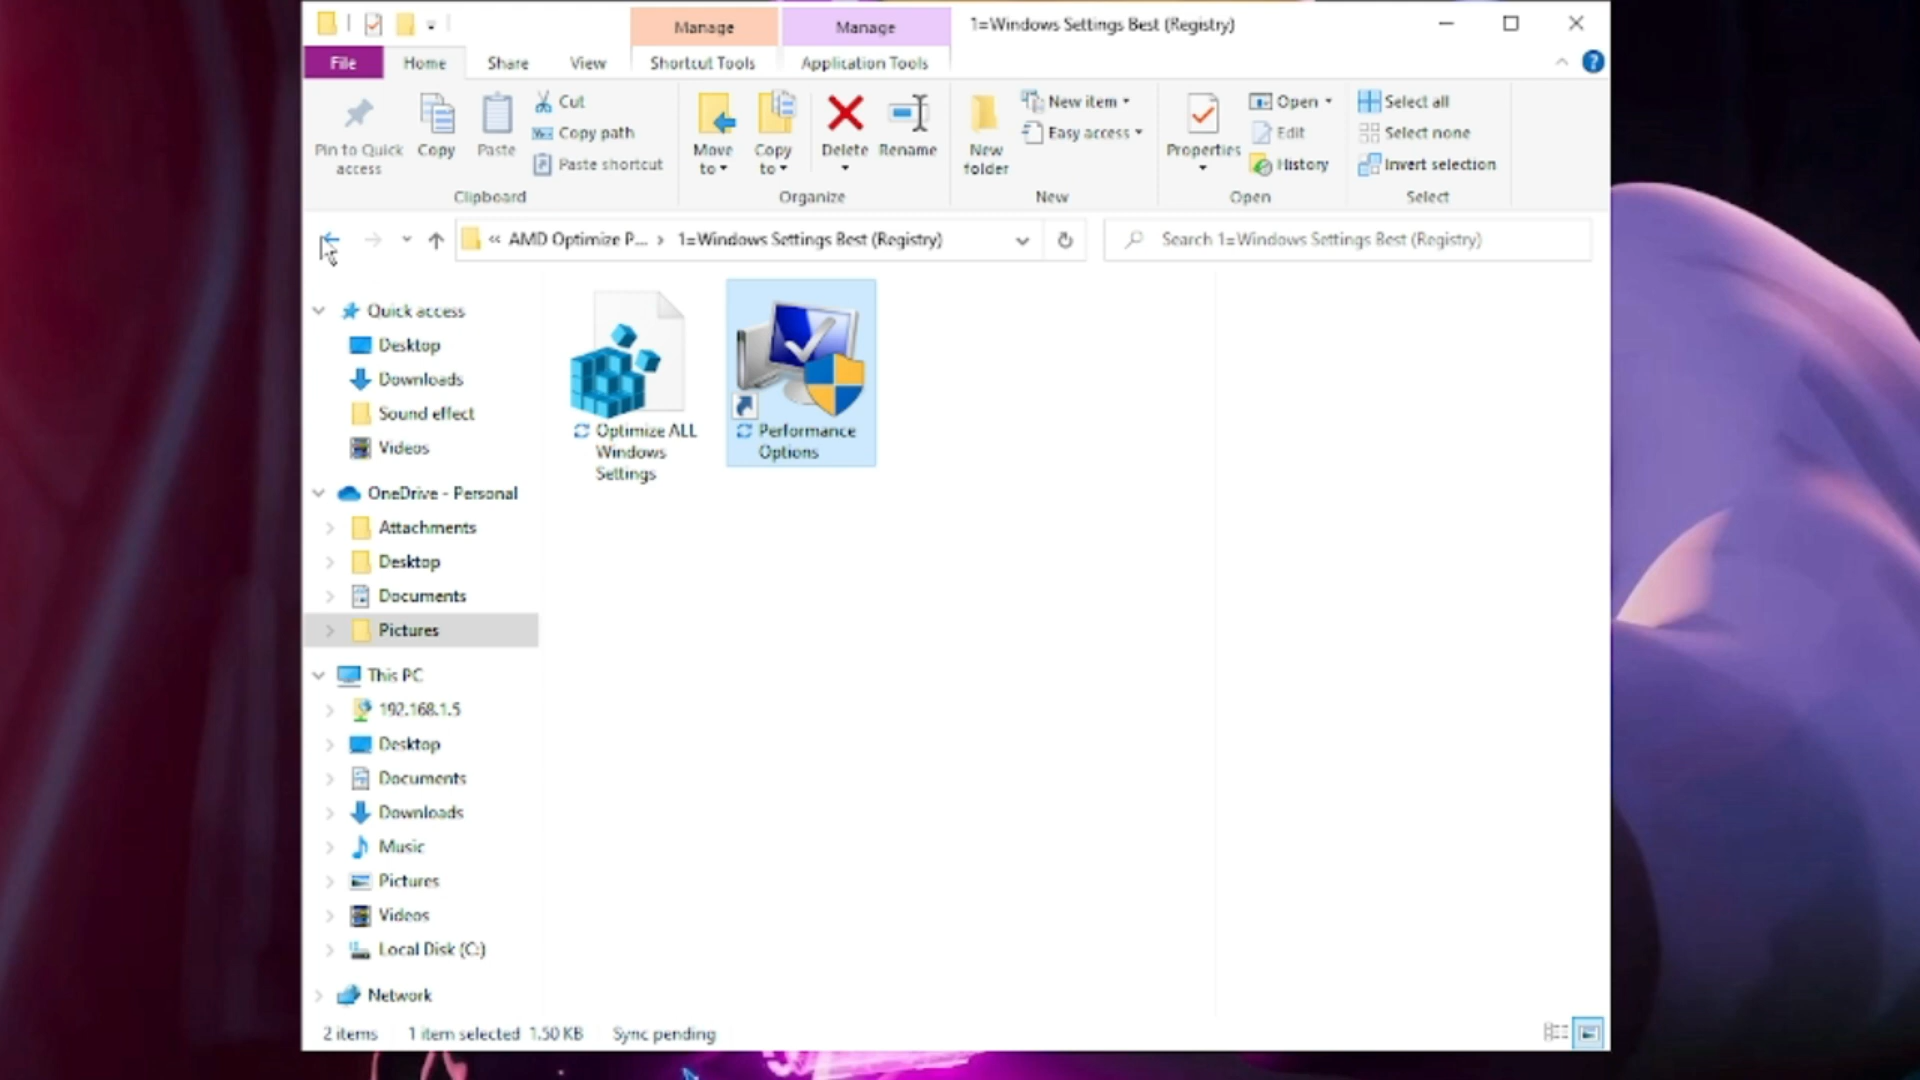 Manage
Manage
1=Windows Settings Best (Registry)
File
Home
Share
View
Shortcut Tools
Application Tools
Pin to Quick access
Copy
Paste
Cut
Copy path
Paste shortcut
Clipboard
Move to
Copy to
Delete
Rename
Organize
New folder
New item
Easy access
New
Properties
Open
Edit
History
Open
Select all
Select none
Invert selection
Select
« AMD Optimize P... > 1=Windows Settings Best (Registry)
Search 1=Windows Settings Best (Registry)
Quick access
Desktop
Downloads
Sound effect
Videos
OneDrive - Personal
Attachments
Desktop
Documents
Pictures
This PC
192.168.1.5
Desktop
Documents
Downloads
Music
Pictures
Videos
Local Disk (C:)
Network
Optimize ALL
Windows
Settings
Performance
Options
2 items
1 item selected 1.50 KB
Sync pending